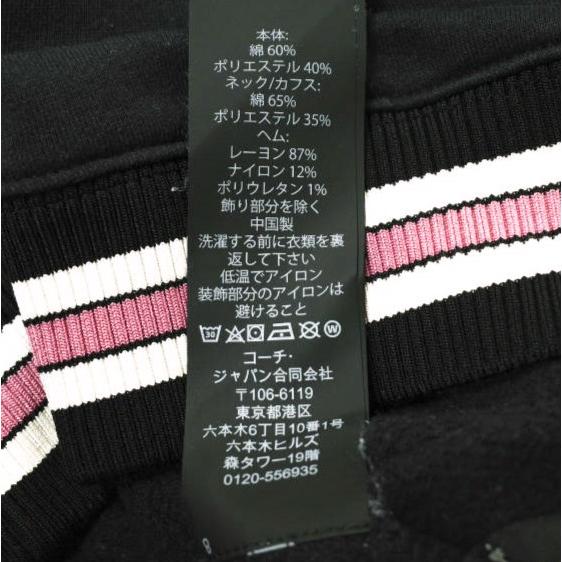 本体:
綿 60%
ポリエステル 40%
ネック/カフス:
綿 65%
ポリエステル 35%
ヘム:
レーヨン 87%
ナイロン 12%
ポリウレタン 1%
飾り部分を除く
中国製
洗濯する前に衣類を裏
返して下さい
低温でアイロン
装飾部分のアイロンは
避けること
30 W
コーチ・
ジャパン合同会社
〒106-6119
東京都港区
六本木6丁目10番1号
六本木ヒルズ
森タワー19階
0120-556935